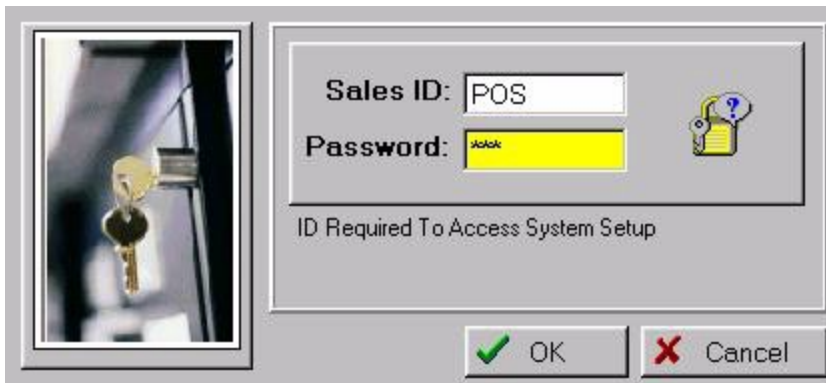 Sales ID: POS
Password: ***
ID Required To Access System Setup
OK Cancel